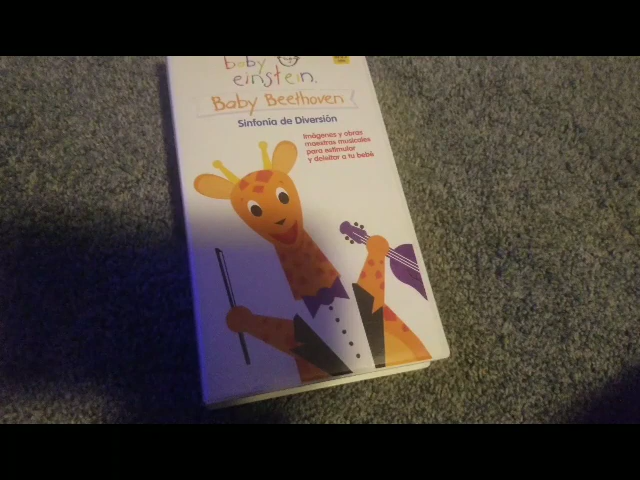 baby
einstein.
Baby Beethoven
Sinfonía de Diversión
Imágenes y obras
maestras musicales
para estimular
y deleitar a tu bebé